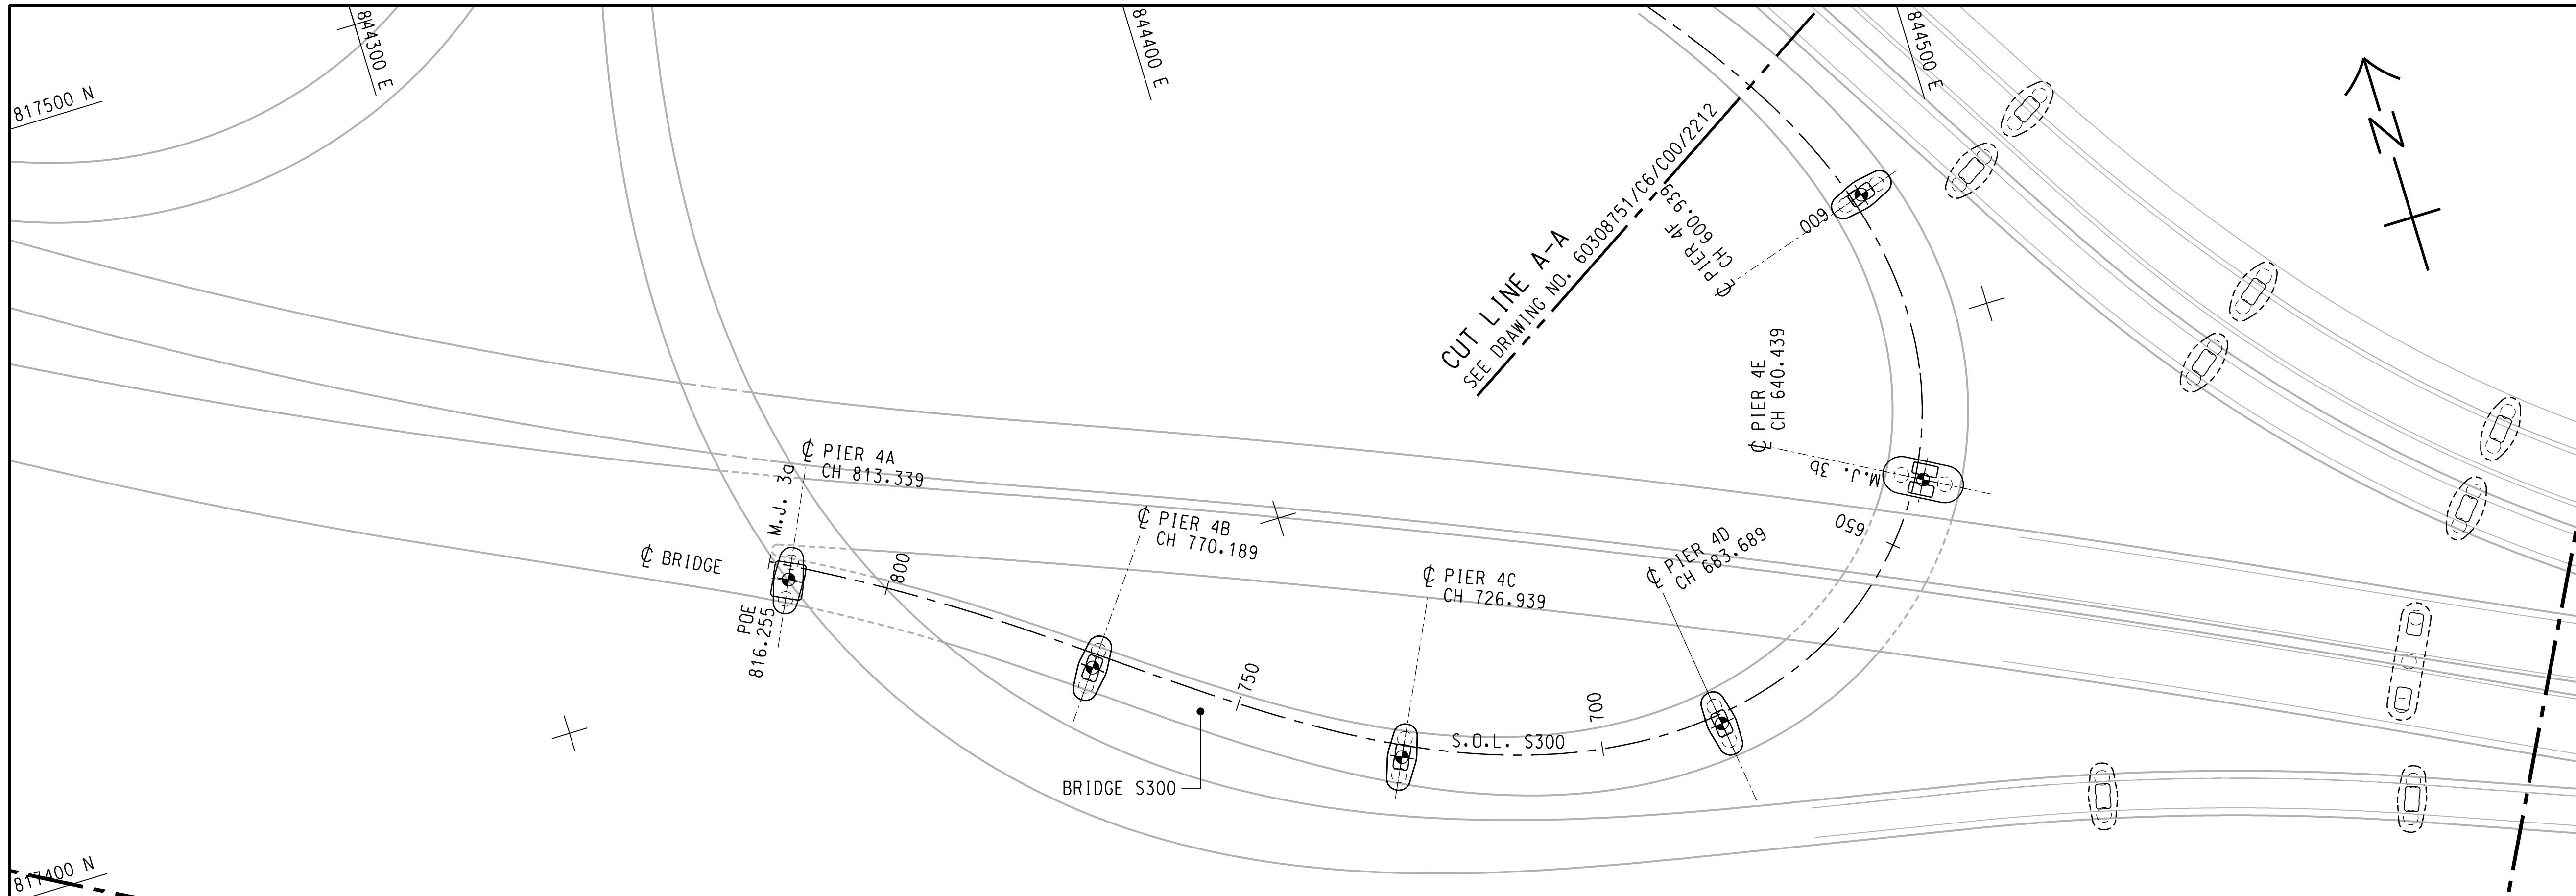 844300 E
844400 E
844500 E
817500 N
N
CUT LINE A-A
SEE DRAWING NO. 60308751/C6/C00/2212
℄ PIER 4F
CH 600.939
600
℄ PIER 4E
CH 640.439
M.J. 3b
650
℄ PIER 4A
CH 813.339
M.J. 3a
℄ BRIDGE
POE
816.255
800
℄ PIER 4B
CH 770.189
750
℄ PIER 4C
CH 726.939
℄ PIER 4D
CH 683.689
700
S.O.L. S300
BRIDGE S300
817400 N